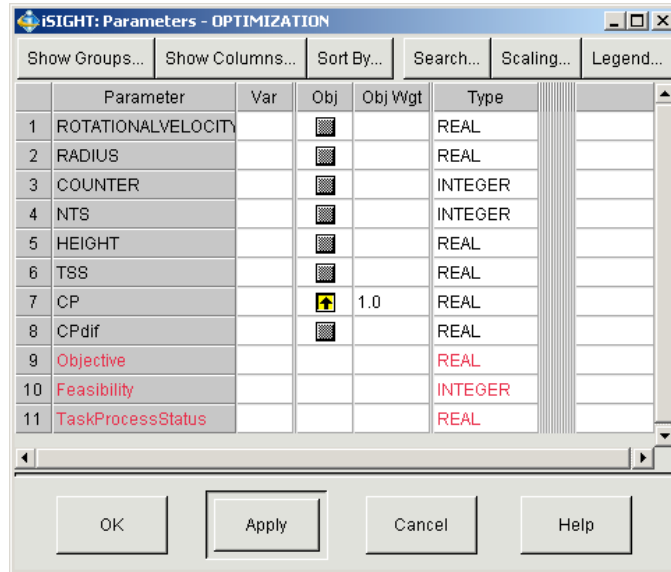 iSIGHT: Parameters - OPTIMIZATION
Show Groups... Show Columns... Sort By... Search... Scaling... Legend...
Parameter Var Obj Obj Wgt Type
1 ROTATIONALVELOCITY REAL
2 RADIUS REAL
3 COUNTER INTEGER
4 NTS INTEGER
5 HEIGHT REAL
6 TSS REAL
7 CP 1.0 REAL
8 CPdif REAL
9 Objective REAL
10 Feasibility INTEGER
11 TaskProcessStatus REAL
OK Apply Cancel Help